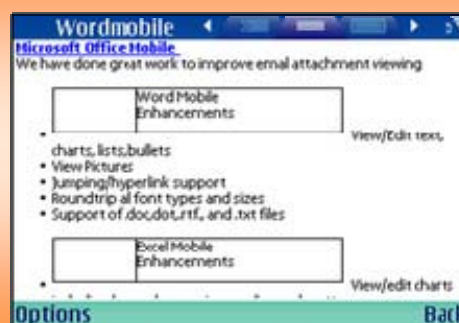 Wordmobile
Microsoft Office Mobile
We have done great work to improve emal attachment viewing
Word Mobile
Enhancements
• View/Edit text,
charts, lists,bullets
• View Pictures
• Jumping/hyperlink support
• Roundtrip al font types and sizes
• Support of .doc,dot,.rtf,, and .txt files
Excel Mobile
Enhancements
• View/edit charts
Options Back